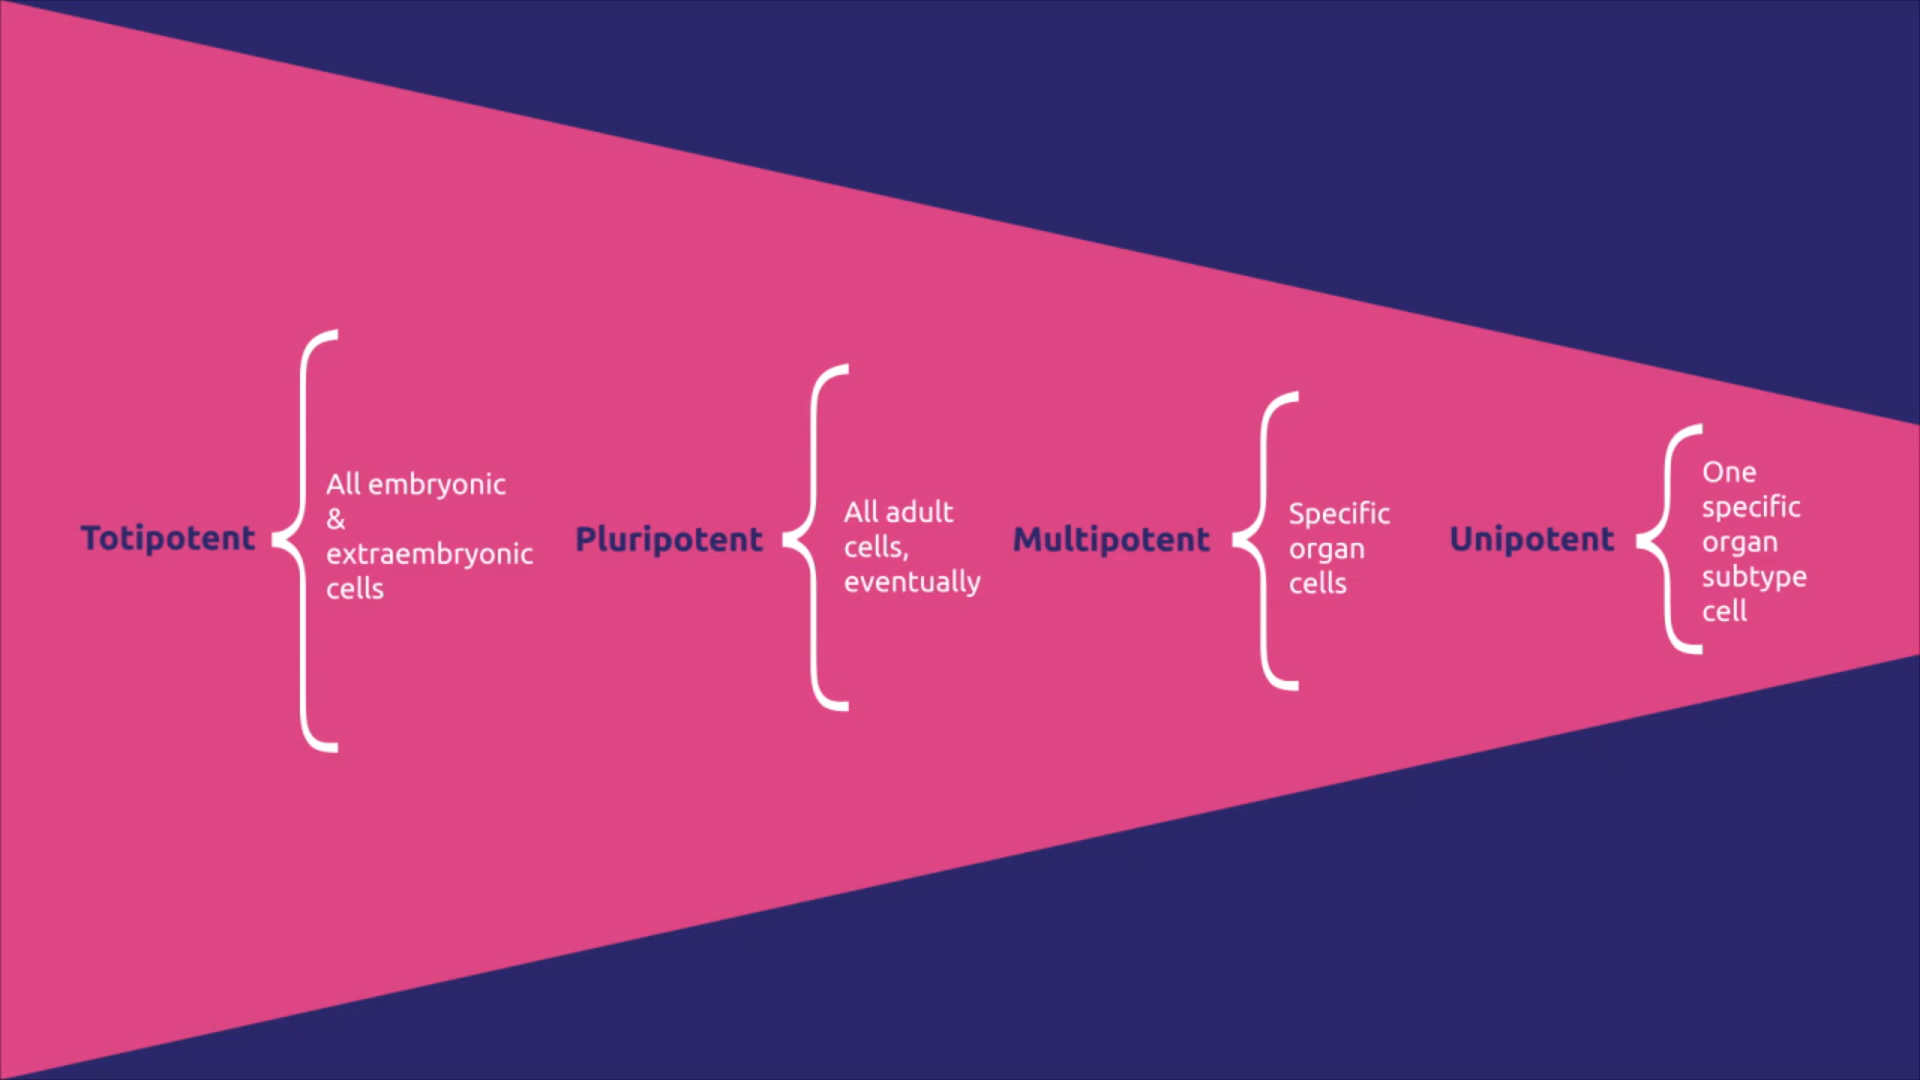 Totipotent
All embryonic
&
extraembryonic
cells
Pluripotent
All adult
cells,
eventually
Multipotent
Specific
organ
cells
Unipotent
One
specific
organ
subtype
cell